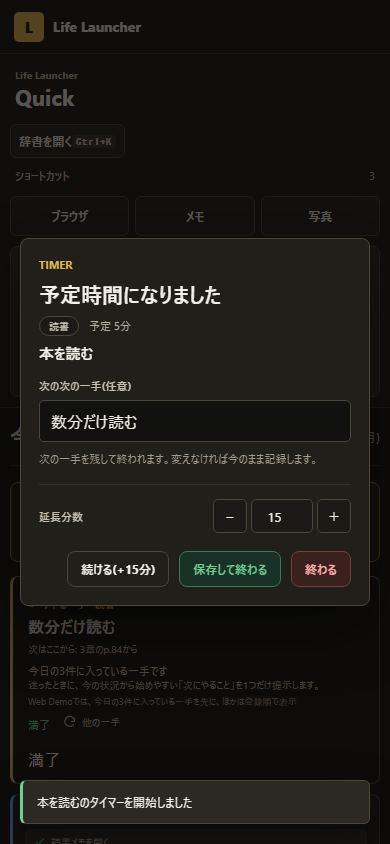 L Life Launcher
Life Launcher
Quick
辞書を開く Ctrl+K
ショートカット 3
ブラウザ メモ 写真
TIMER
予定時間になりました
読書 予定 5分
本を読む
次の次の一手(任意)
数分だけ読む
次の一手を残して終われます。変えなければ今のまま記録します。
延長分数 − 15 +
続ける(+15分) 保存して終わる 終わる
数分だけ読む
次はここから: 3章のp.84から
今日の3件に入っている一手です
迷ったときに、今の状況から始めやすい「次にやること」を1つだけ提示します。
Web Demoでは、今日の3件に入っている一手を先に、ほかは登録順で表示
満了 他の一手
満了
本を読むのタイマーを開始しました